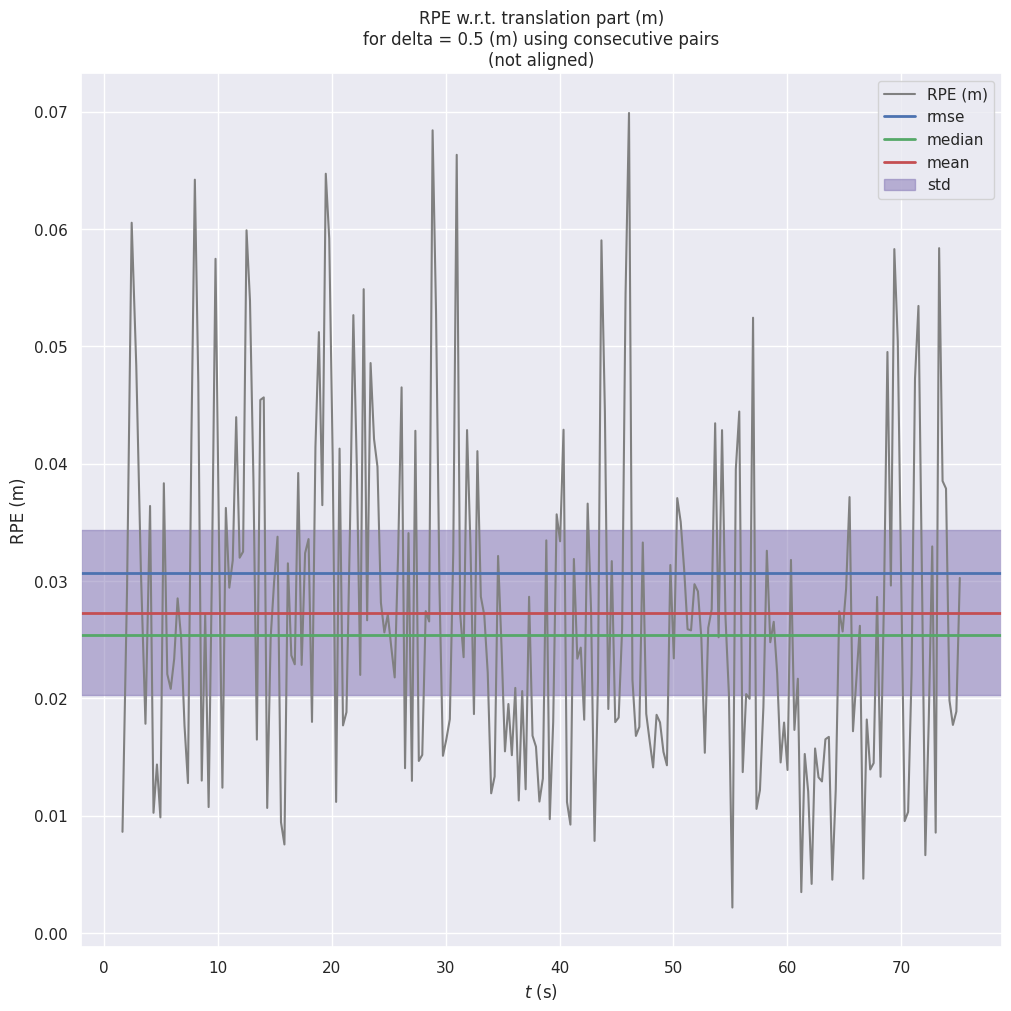 RPE w.r.t. translation part (m)
for delta = 0.5 (m) using consecutive pairs
(not aligned)
RPE (m)
rmse
median
mean
std
0.07
0.06
0.05
0.04
0.03
0.02
0.01
0.00
RPE (m)
0 10 20 30 40 50 60 70
t (s)